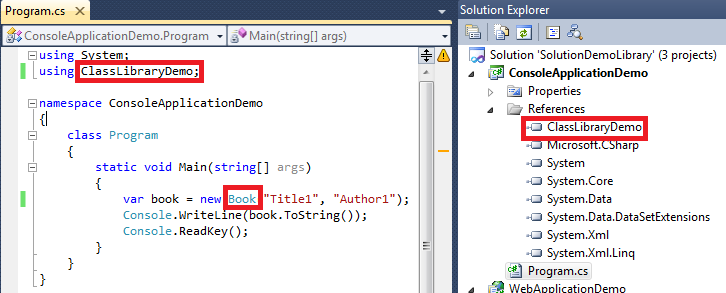 Program.cs
ConsoleApplicationDemo.Program
Main(string[] args)
using System;
using ClassLibraryDemo;
namespace ConsoleApplicationDemo
{
class Program
{
static void Main(string[] args)
{
var book = new Book "Title1", "Author1");
Console.WriteLine(book.ToString());
Console.ReadKey();
}
}
}
Solution Explorer
Solution 'SolutionDemoLibrary' (3 projects)
ConsoleApplicationDemo
Properties
References
ClassLibraryDemo
Microsoft.CSharp
System
System.Core
System.Data
System.Data.DataSetExtensions
System.Xml
System.Xml.Linq
Program.cs
WebApplicationDemo